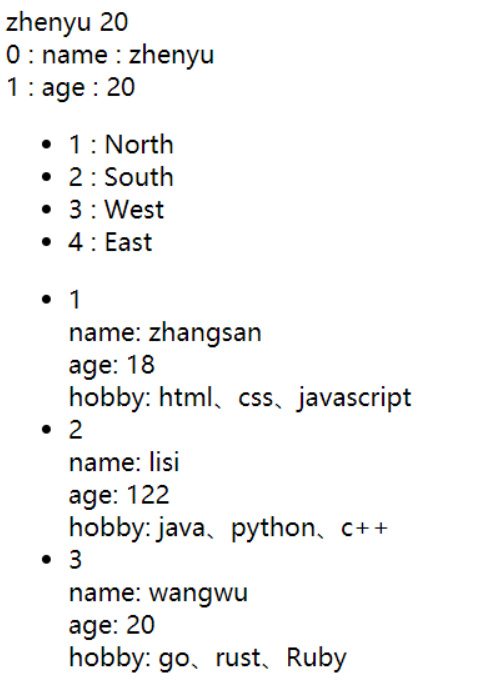 zhenyu 20
0 : name : zhenyu
1 : age : 20
• 1 : North
• 2 : South
• 3 : West
• 4 : East
• 1
name: zhangsan
age: 18
hobby: html、css、javascript
• 2
name: lisi
age: 122
hobby: java、python、c++
• 3
name: wangwu
age: 20
hobby: go、rust、Ruby